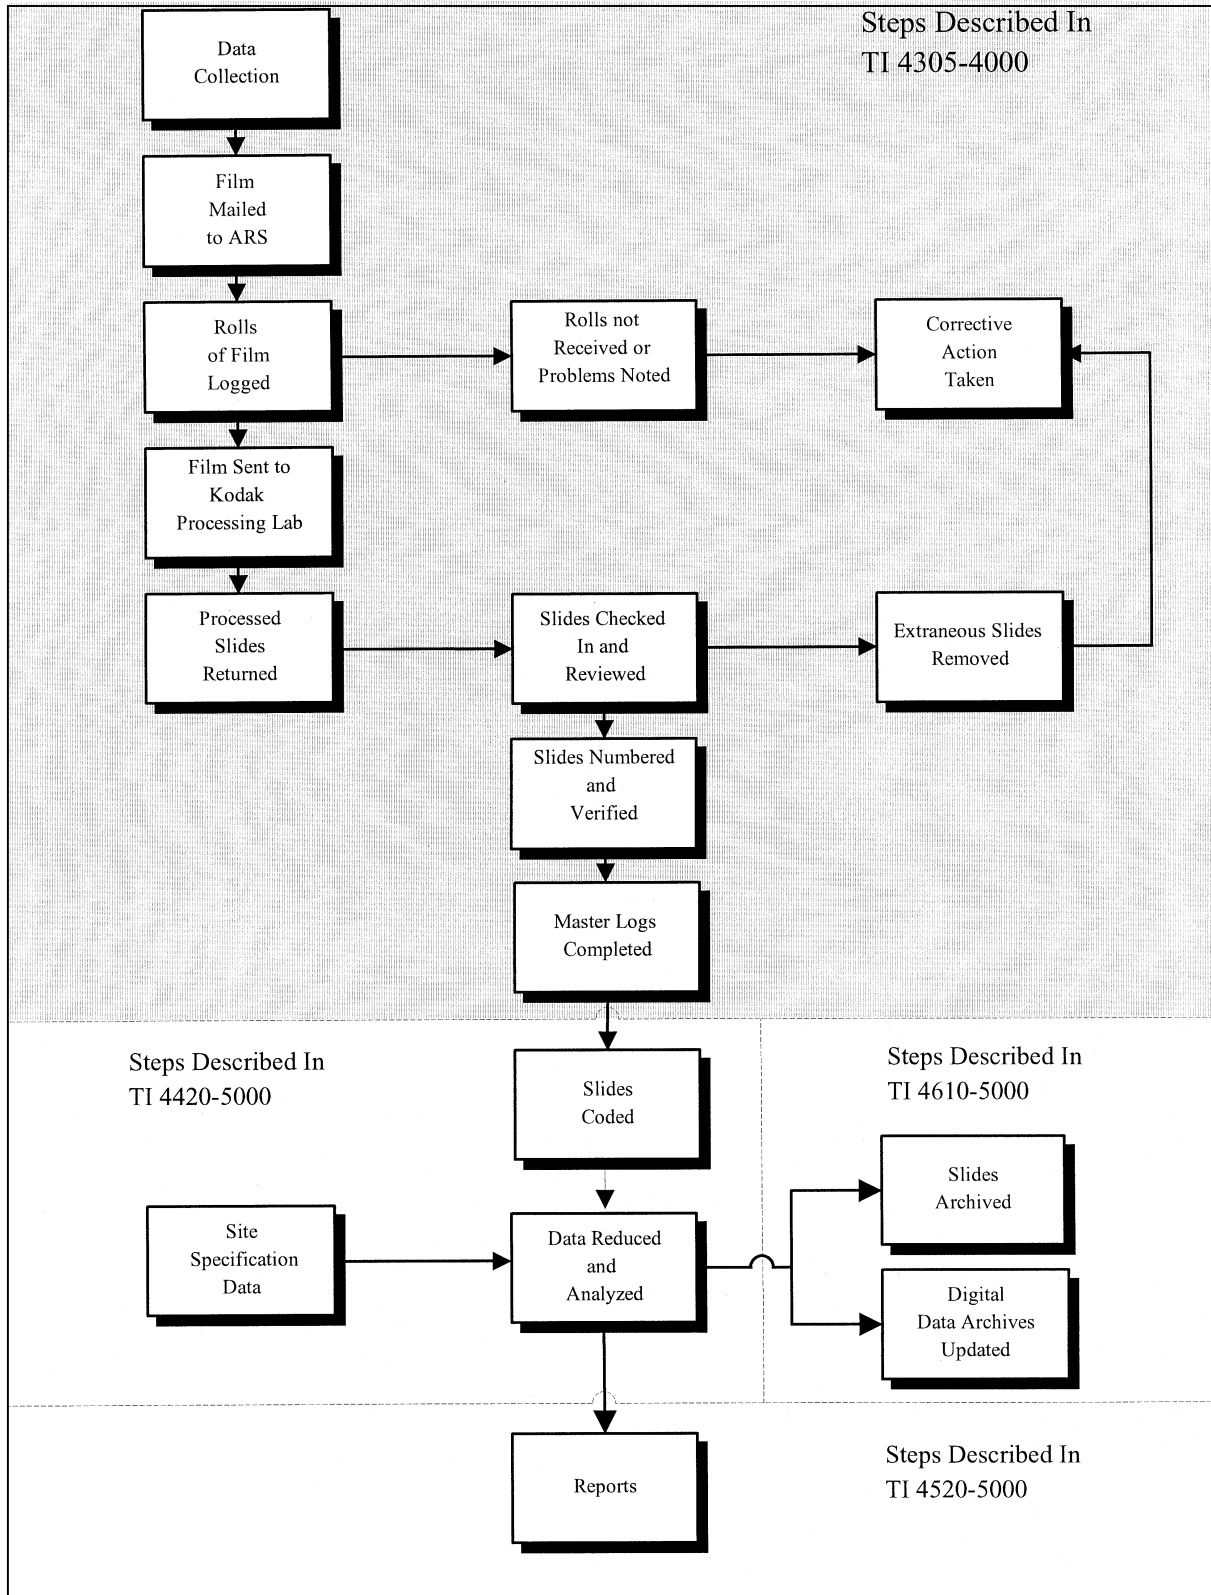 Steps Described In
TI 4305-4000
Data
Collection
Film
Mailed
to ARS
Rolls
of Film
Logged
Rolls not
Received or
Problems Noted
Corrective
Action
Taken
Film Sent to
Kodak
Processing Lab
Processed
Slides
Returned
Slides Checked
In and
Reviewed
Extraneous Slides
Removed
Slides Numbered
and
Verified
Master Logs
Completed
Steps Described In
TI 4420-5000
Slides
Coded
Steps Described In
TI 4610-5000
Slides
Archived
Site
Specification
Data
Data Reduced
and
Analyzed
Digital
Data Archives
Updated
Reports
Steps Described In
TI 4520-5000